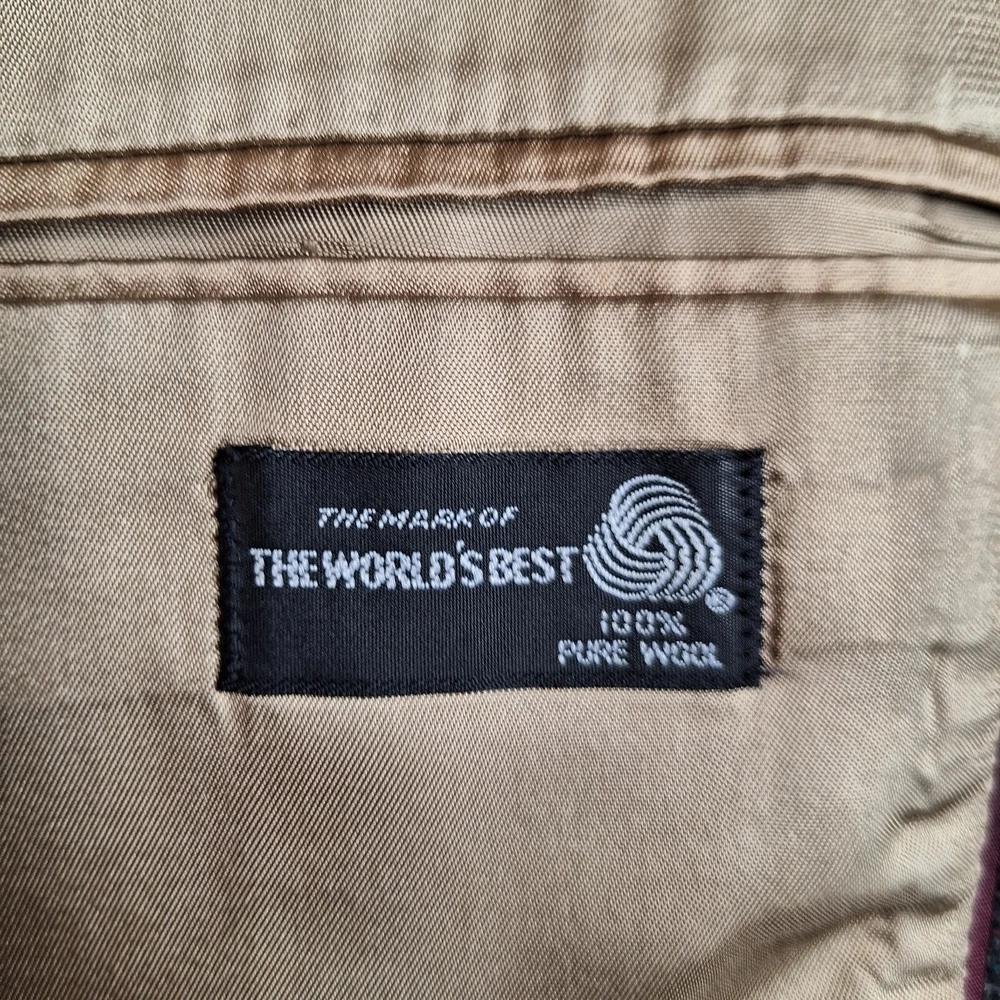 THE MARK OF
THE WORLD'S BEST
®
100%
PURE WOOL